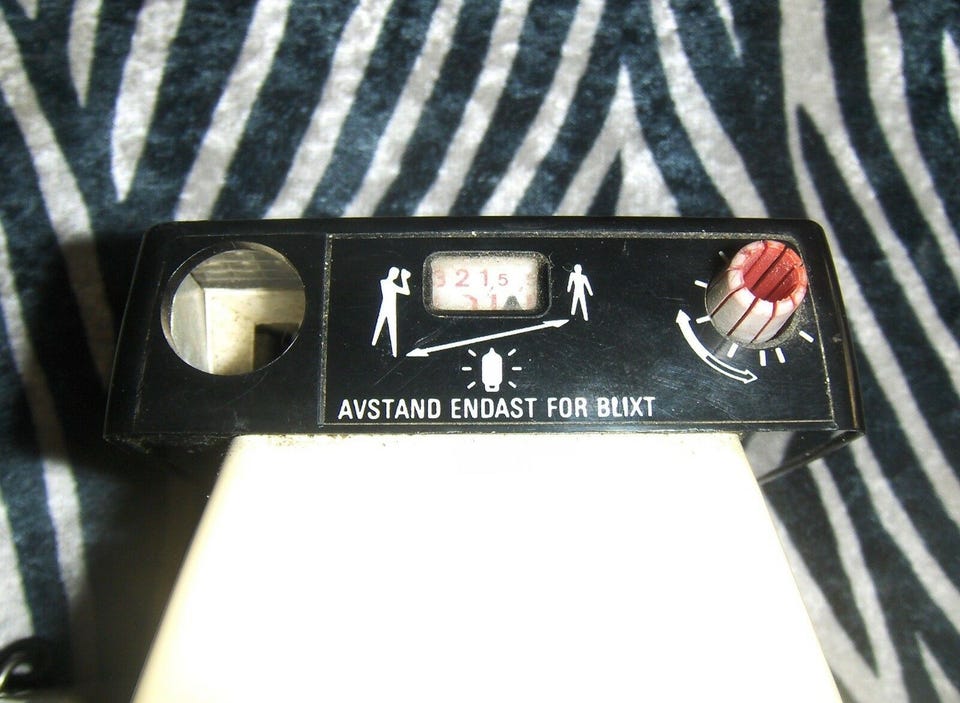 3 2 1,5
AVSTAND ENDAST FOR BLIXT